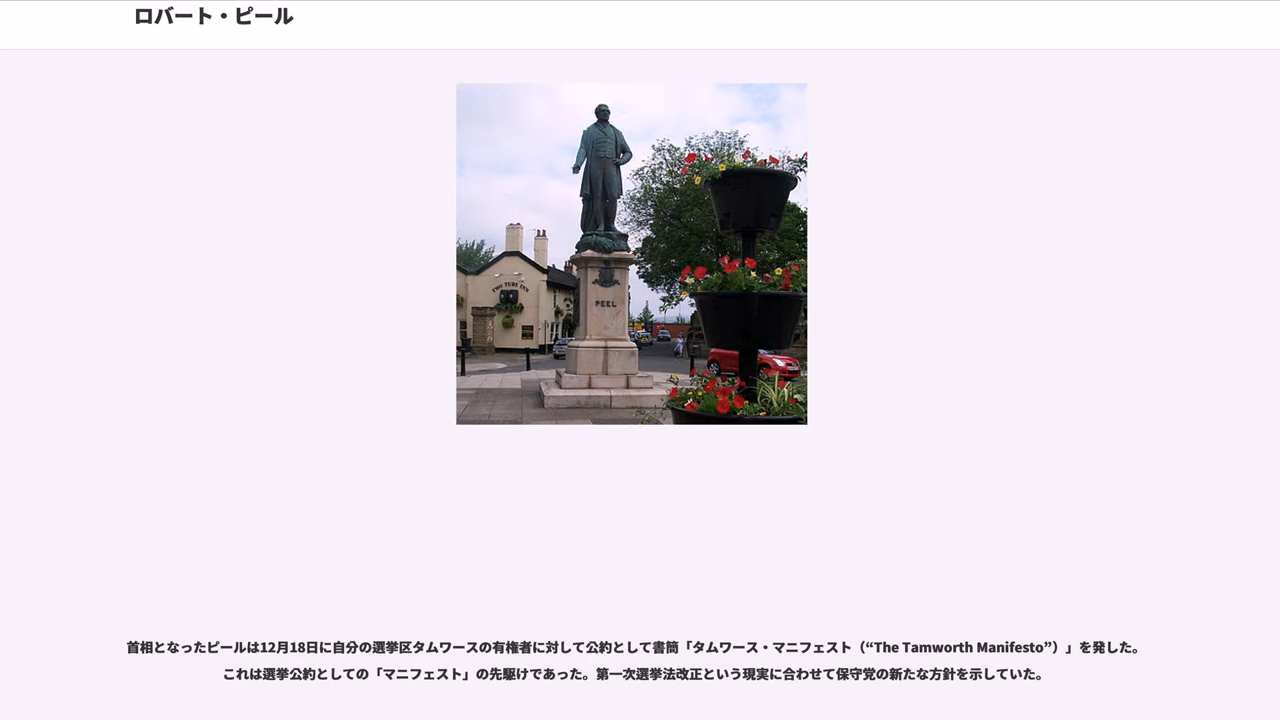 ロバート・ピール
TWO TUBS INN
PEEL
首相となったピールは12月18日に自分の選挙区タムワースの有権者に対して公約として書簡「タムワース・マニフェスト（“The Tamworth Manifesto”）」を発した。
これは選挙公約としての「マニフェスト」の先駆けであった。第一次選挙法改正という現実に合わせて保守党の新たな方針を示していた。